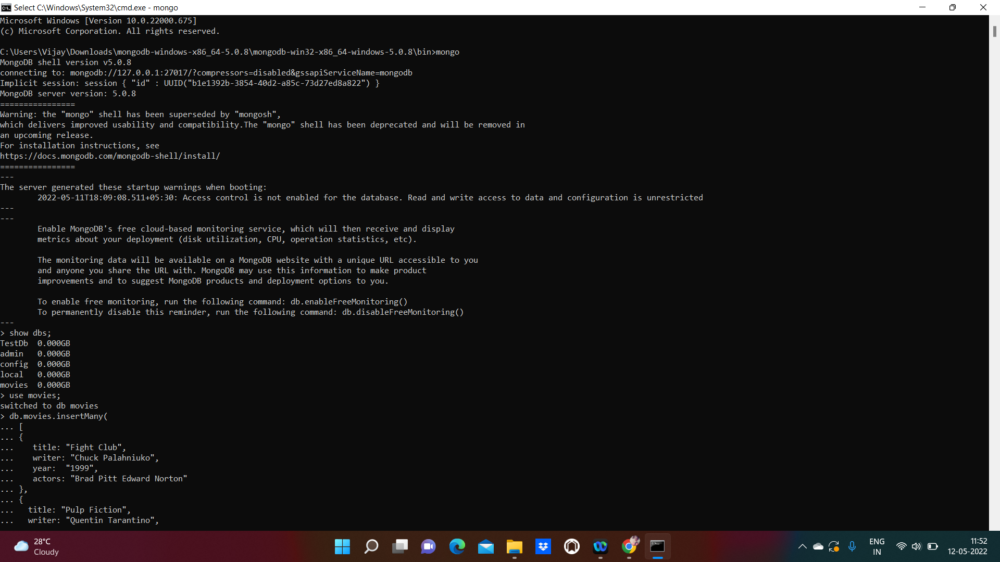 Select C:\Windows\System32\cmd.exe - mongo
Microsoft Windows [Version 10.0.22000.675]
(c) Microsoft Corporation. All rights reserved.
C:\Users\Vijay\Downloads\mongodb-windows-x86_64-5.0.8\mongodb-win32-x86_64-windows-5.0.8\bin>mongo
MongoDB shell version v5.0.8
connecting to: mongodb://127.0.0.1:27017/?compressors=disabled&gssapiServiceName=mongodb
Implicit session: session { "id" : UUID("b1e1392b-3854-40d2-a85c-73d27ed8a822") }
MongoDB server version: 5.0.8
================
Warning: the "mongo" shell has been superseded by "mongosh",
which delivers improved usability and compatibility.The "mongo" shell has been deprecated and will be removed in
an upcoming release.
For installation instructions, see
https://docs.mongodb.com/mongodb-shell/install/
================
---
The server generated these startup warnings when booting:
        2022-05-11T18:09:08.511+05:30: Access control is not enabled for the database. Read and write access to data and configuration is unrestricted
---
---
        Enable MongoDB's free cloud-based monitoring service, which will then receive and display
        metrics about your deployment (disk utilization, CPU, operation statistics, etc).
        The monitoring data will be available on a MongoDB website with a unique URL accessible to you
        and anyone you share the URL with. MongoDB may use this information to make product
        improvements and to suggest MongoDB products and deployment options to you.
        To enable free monitoring, run the following command: db.enableFreeMonitoring()
        To permanently disable this reminder, run the following command: db.disableFreeMonitoring()
---
> show dbs;
TestDb  0.000GB
admin   0.000GB
config  0.000GB
local   0.000GB
movies  0.000GB
> use movies;
switched to db movies
> db.movies.insertMany(
... [
... {
...    title: "Fight Club",
...    writer: "Chuck Palahniuko",
...    year:  "1999",
...    actors: "Brad Pitt Edward Norton"
... },
... {
...   title: "Pulp Fiction",
...   writer: "Quentin Tarantino",
28°C
Cloudy
ENG
IN
11:52
12-05-2022